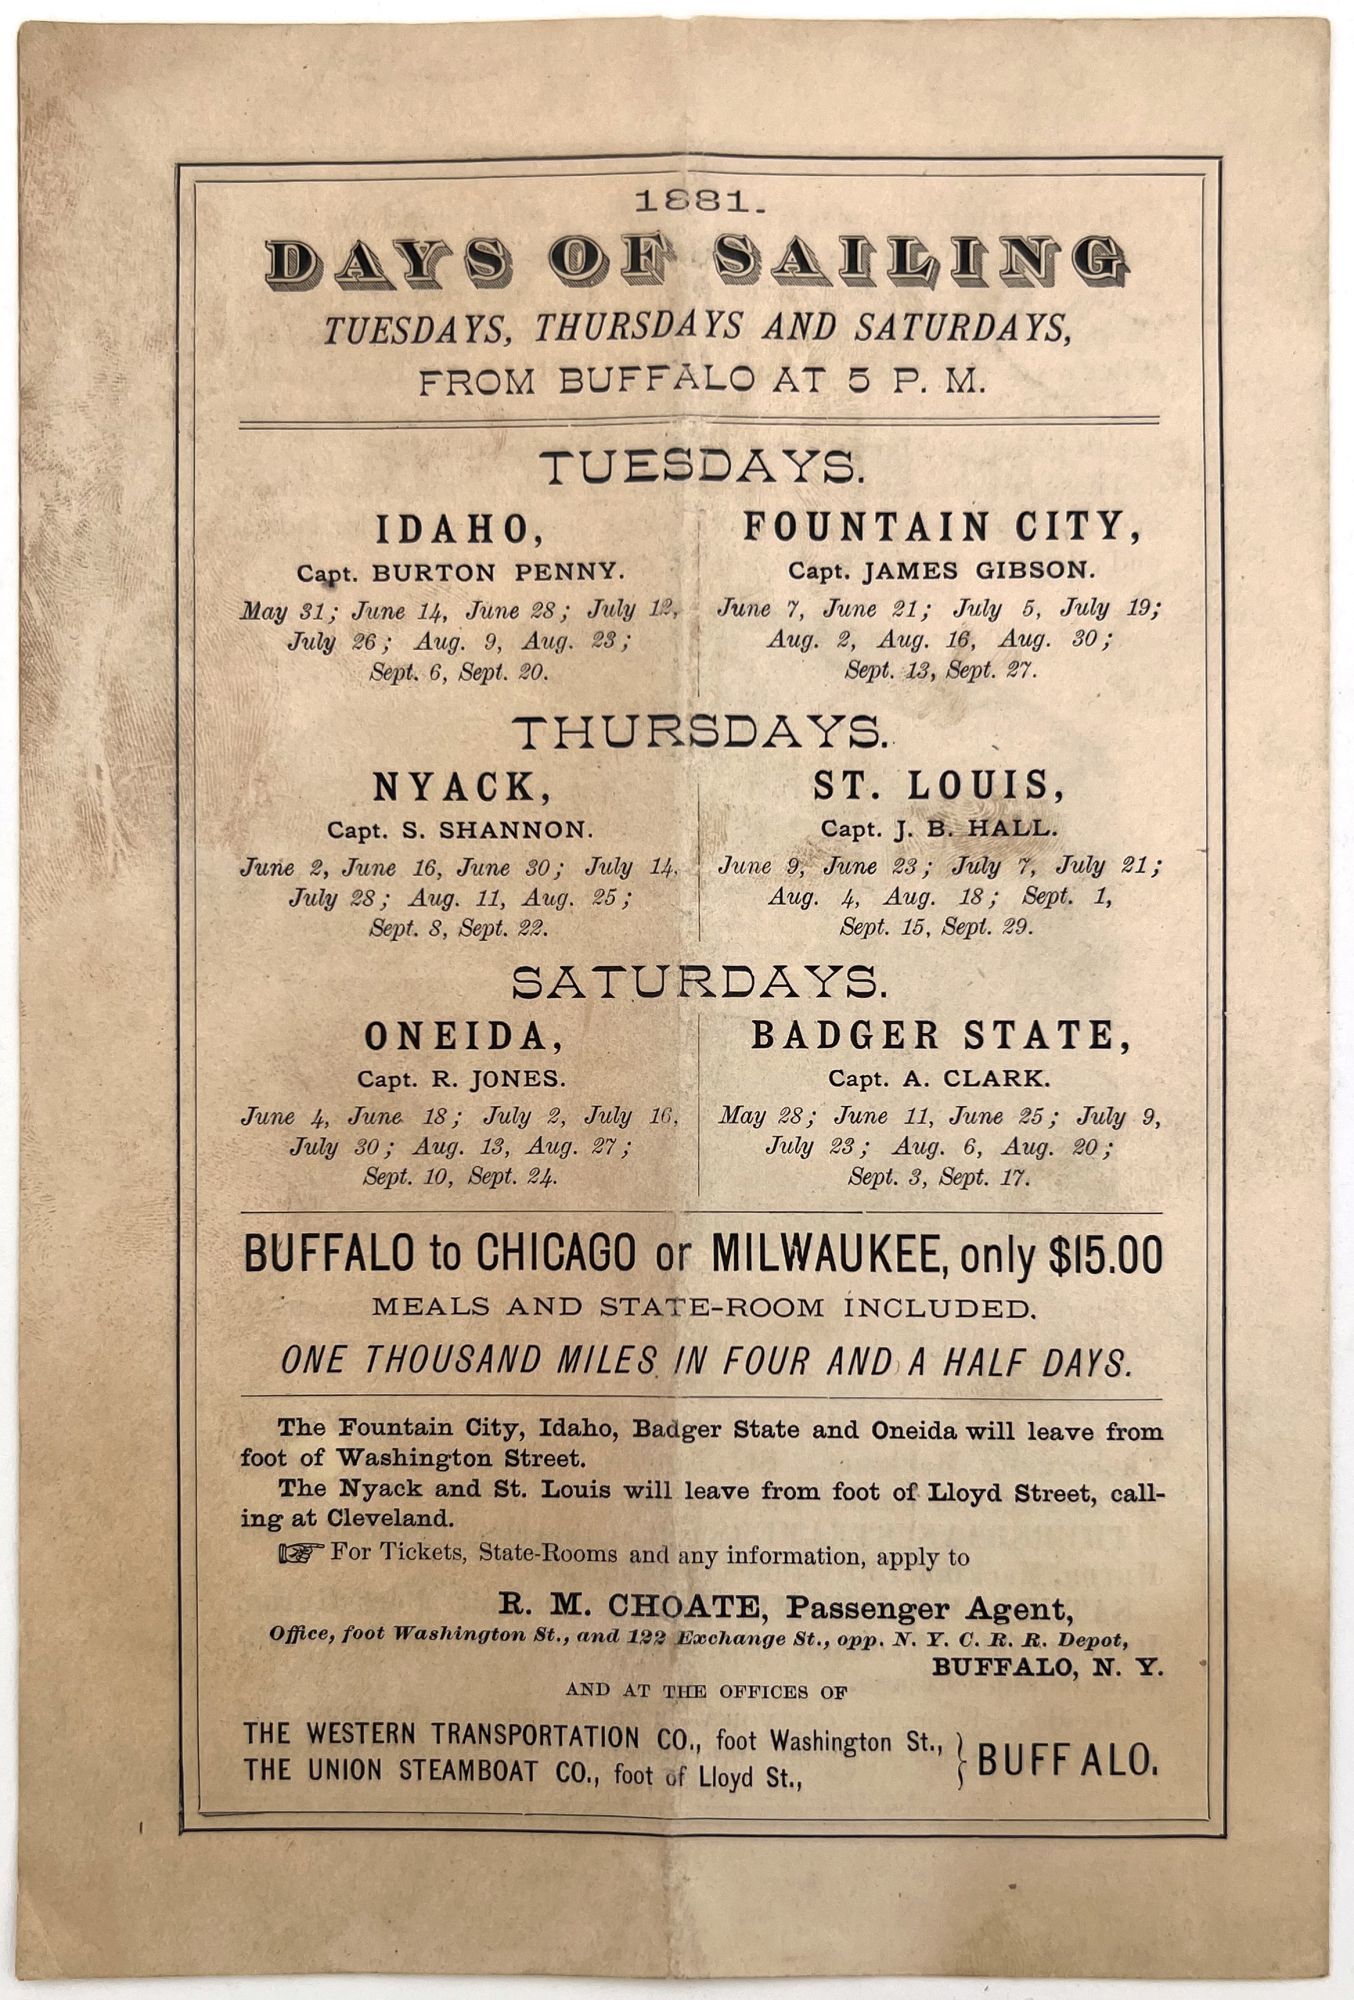 1881.
DAYS OF SAILING
TUESDAYS, THURSDAYS AND SATURDAYS,
FROM BUFFALO AT 5 P. M.
TUESDAYS.
IDAHO,
Capt. BURTON PENNY.
May 31; June 14, June 28; July 12,
July 26; Aug. 9, Aug. 23;
Sept. 6, Sept. 20.
FOUNTAIN CITY,
Capt. JAMES GIBSON.
June 7, June 21; July 5, July 19;
Aug. 2, Aug. 16, Aug. 30;
Sept. 13, Sept. 27.
THURSDAYS.
NYACK,
Capt. S. SHANNON.
June 2, June 16, June 30; July 14,
July 28; Aug. 11, Aug. 25;
Sept. 8, Sept. 22.
ST. LOUIS,
Capt. J. B. HALL.
June 9, June 23; July 7, July 21;
Aug. 4, Aug. 18; Sept. 1,
Sept. 15, Sept. 29.
SATURDAYS.
ONEIDA,
Capt. R. JONES.
June 4, June 18; July 2, July 16,
July 30; Aug. 13, Aug. 27;
Sept. 10, Sept. 24.
BADGER STATE,
Capt. A. CLARK.
May 28; June 11, June 25; July 9,
July 23; Aug. 6, Aug. 20;
Sept. 3, Sept. 17.
BUFFALO to CHICAGO or MILWAUKEE, only $15.00
MEALS AND STATE-ROOM INCLUDED.
ONE THOUSAND MILES IN FOUR AND A HALF DAYS.
The Fountain City, Idaho, Badger State and Oneida will leave from
foot of Washington Street.
The Nyack and St. Louis will leave from foot of Lloyd Street, call-
ing at Cleveland.
☞ For Tickets, State-Rooms and any information, apply to
R. M. CHOATE, Passenger Agent,
Office, foot Washington St., and 122 Exchange St., opp. N. Y. C. R. R. Depot,
BUFFALO, N. Y.
AND AT THE OFFICES OF
THE WESTERN TRANSPORTATION CO., foot Washington St.,
THE UNION STEAMBOAT CO., foot of Lloyd St.,
} BUFFALO.